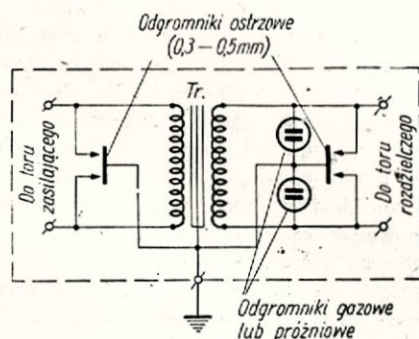 Odgromniki ostrzowe
(0,3 – 0,5mm)
Tr.
Do toru
zasilającego
Do toru
rozdzielczego
Odgromniki gazowe
lub próżniowe